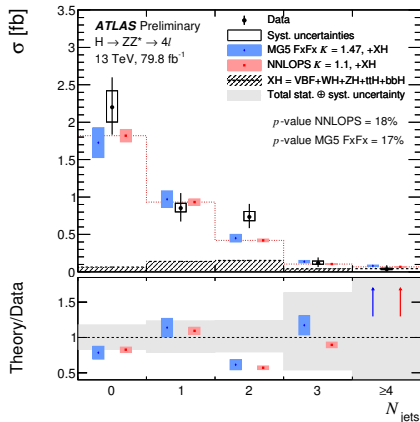 σ [fb]
ATLAS Preliminary
H → ZZ* → 4l
13 TeV, 79.8 fb⁻¹
Data
Syst. uncertainties
MG5 FxFx K = 1.47, +XH
NNLOPS K = 1.1, +XH
XH = VBF+WH+ZH+ttH+bbH
Total stat. ⊕ syst. uncertainty
p-value NNLOPS = 18%
p-value MG5 FxFx = 17%
3.5
3
2.5
2
1.5
1
0.5
0
Theory/Data
1.5
1
0.5
0 1 2 3 ≥4
N jets